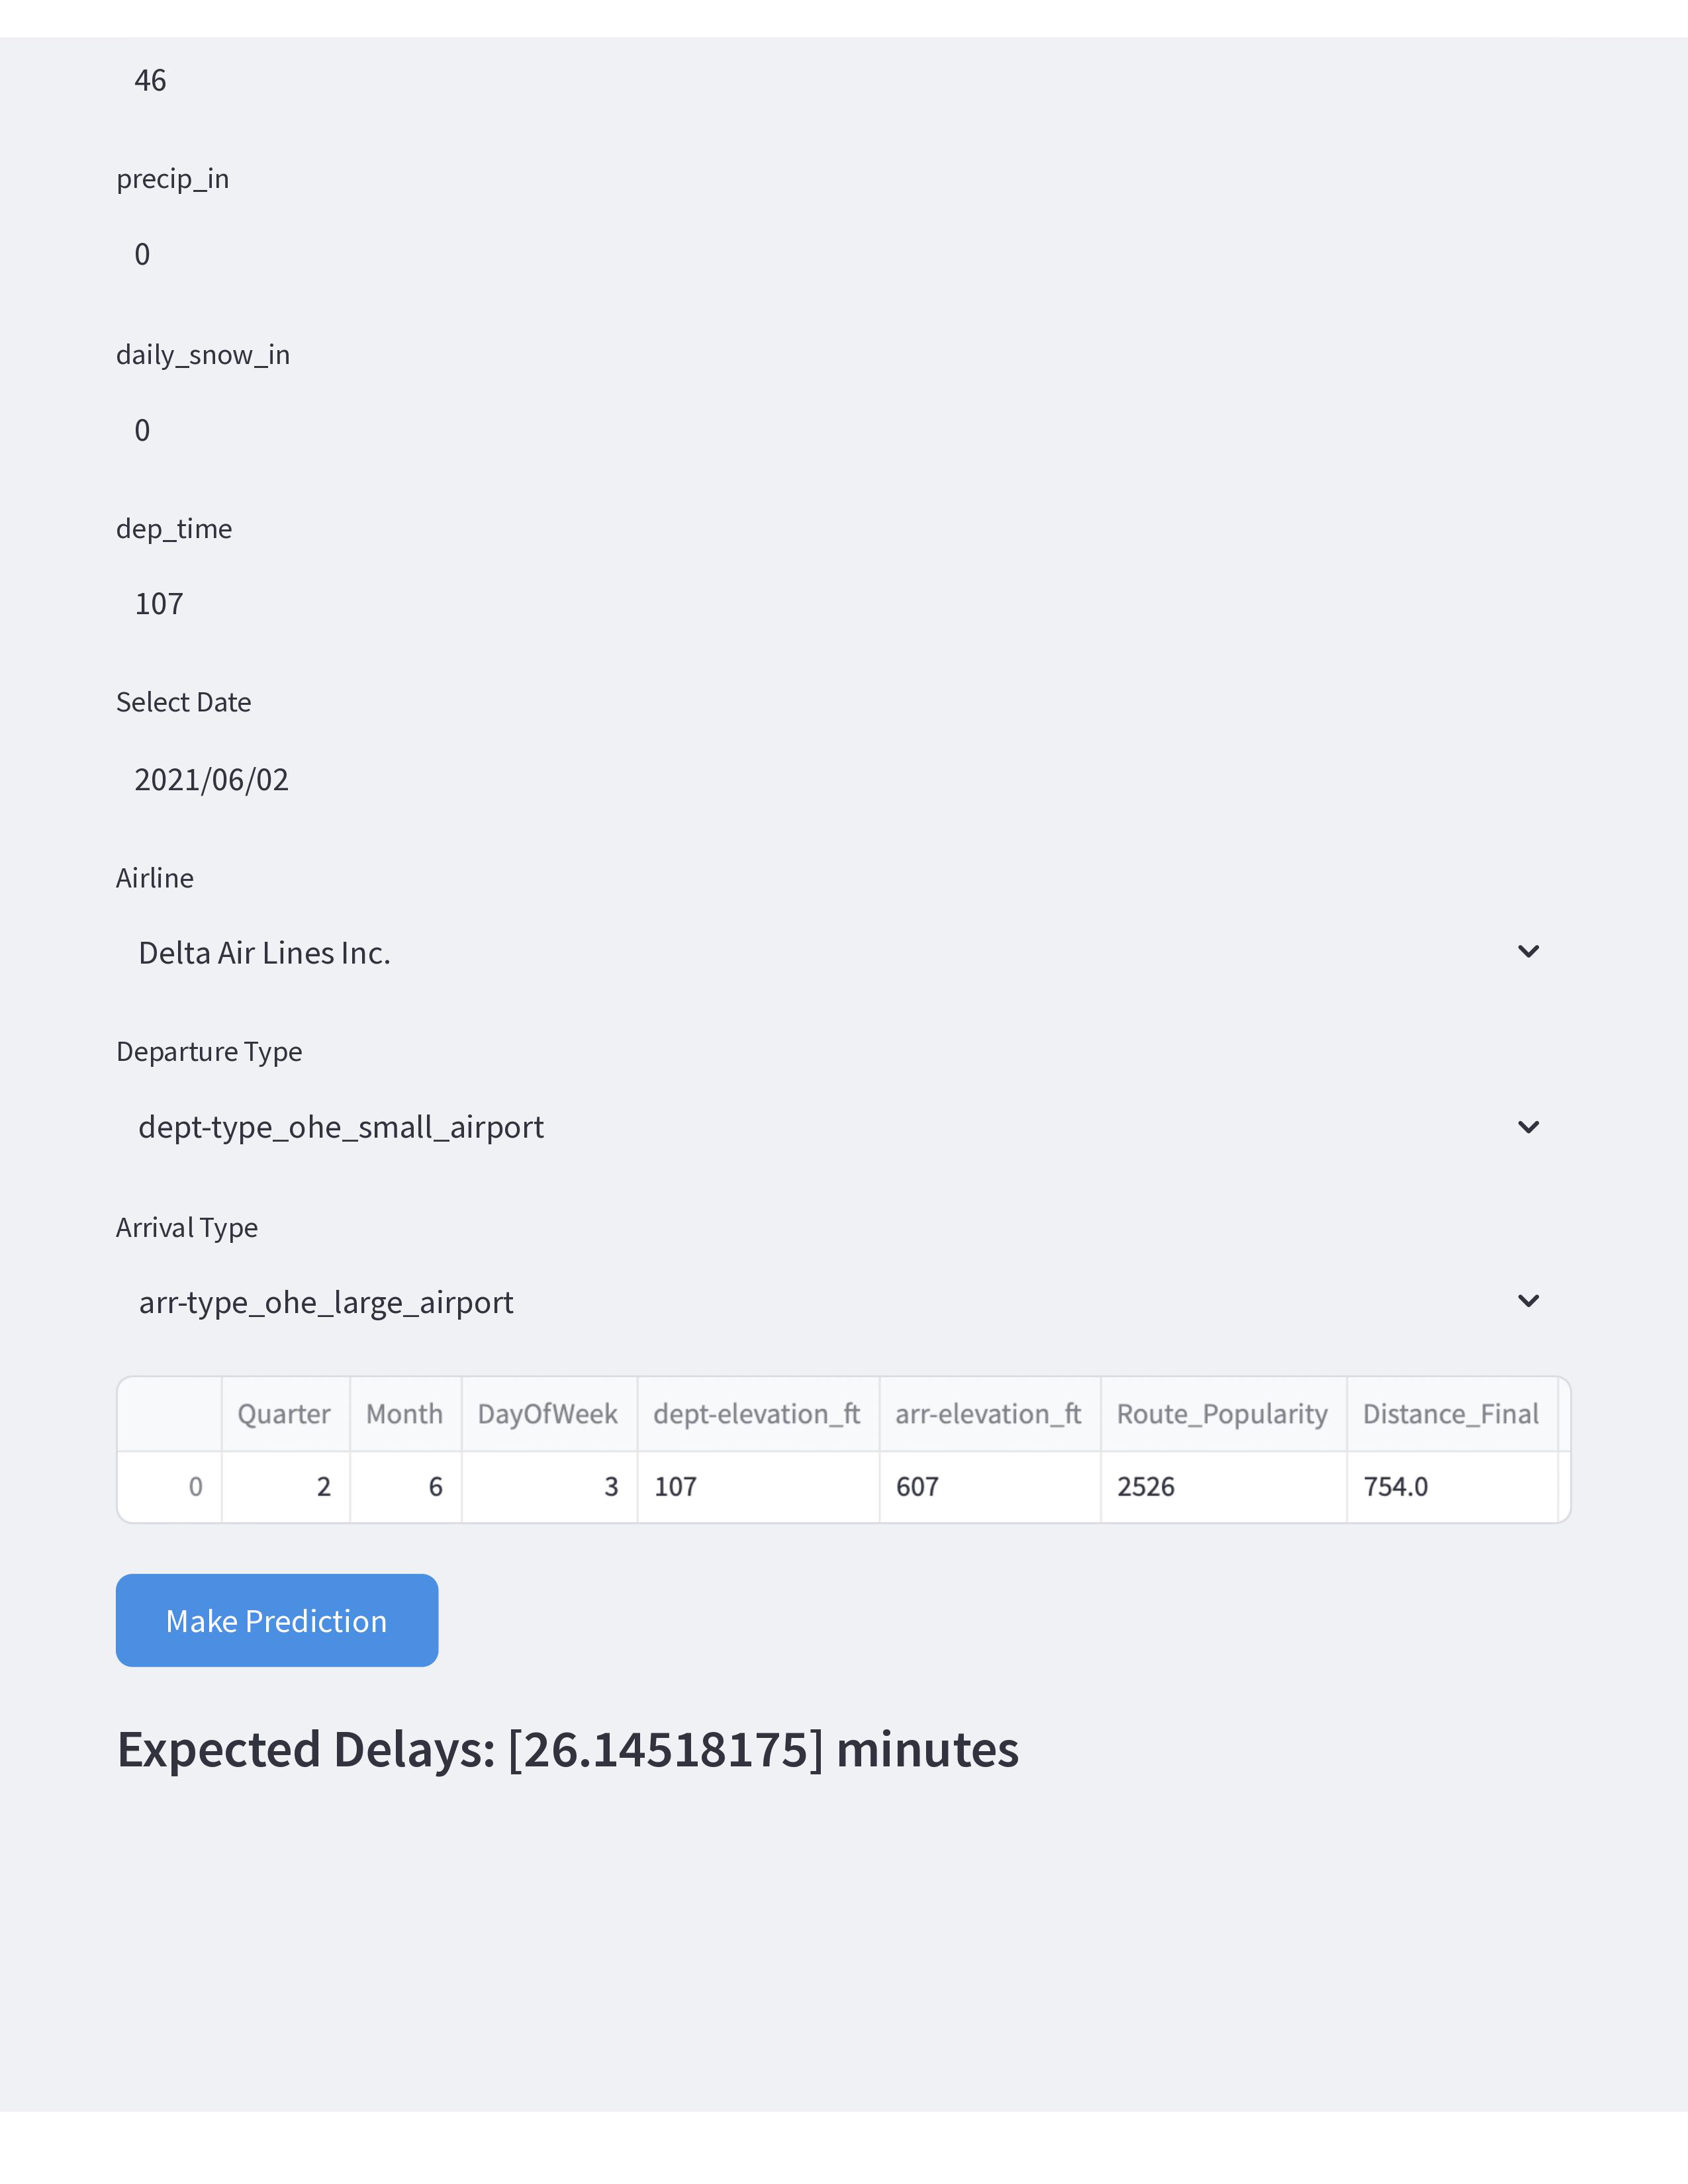 46
precip_in
0
daily_snow_in
0
dep_time
107
Select Date
2021/06/02
Airline
Delta Air Lines Inc.
Departure Type
dept-type_ohe_small_airport
Arrival Type
arr-type_ohe_large_airport
Quarter Month DayOfWeek dept-elevation_ft arr-elevation_ft Route_Popularity Distance_Final
0 2 6 3 107 607 2526 754.0
Make Prediction
Expected Delays: [26.14518175] minutes